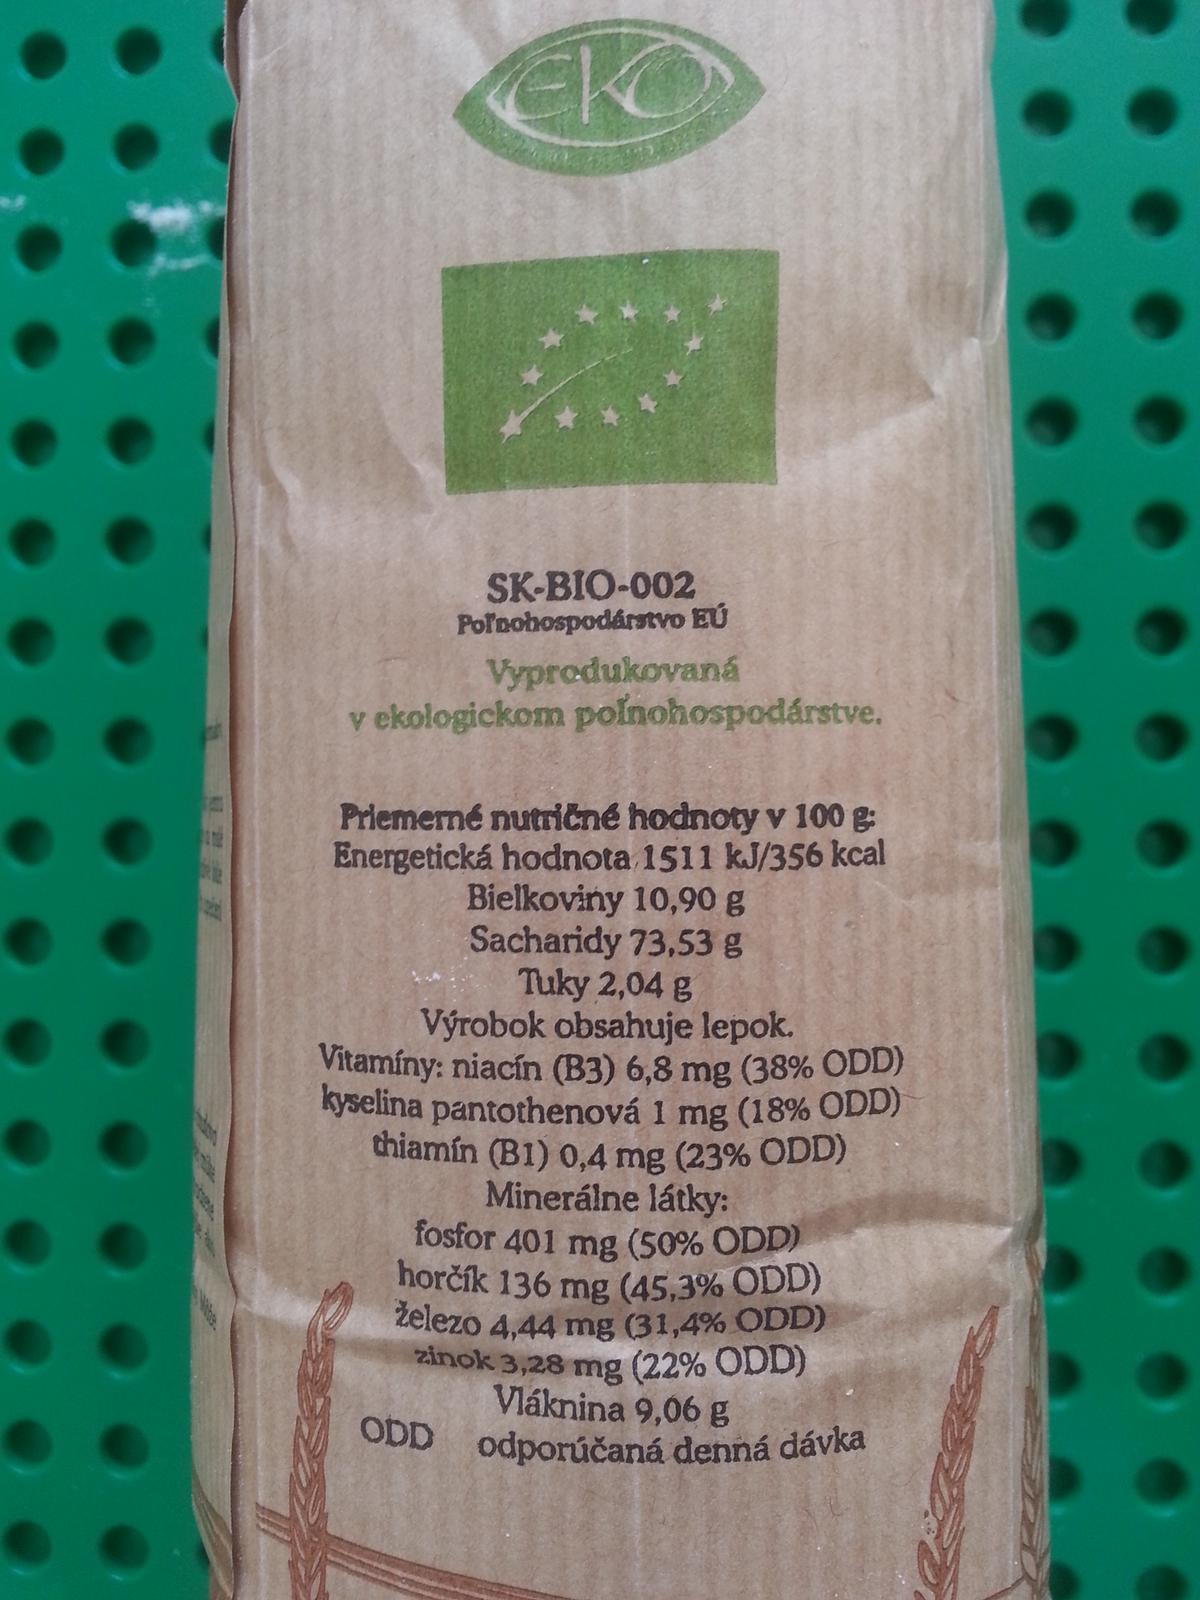 EKO
SK-BIO-002
Poľnohospodárstvo EÚ
Vyprodukovaná
v ekologickom poľnohospodárstve.
Priemerné nutričné hodnoty v 100 g:
Energetická hodnota 1511 kJ/356 kcal
Bielkoviny 10,90 g
Sacharidy 73,53 g
Tuky 2,04 g
Výrobok obsahuje lepok.
Vitamíny: niacín (B3) 6,8 mg (38% ODD)
kyselina pantothenová 1 mg (18% ODD)
thiamín (B1) 0,4 mg (23% ODD)
Minerálne látky:
fosfor 401 mg (50% ODD)
horčík 136 mg (45,3% ODD)
železo 4,44 mg (31,4% ODD)
zinok 3,28 mg (22% ODD)
Vláknina 9,06 g
ODD odporúčaná denná dávka